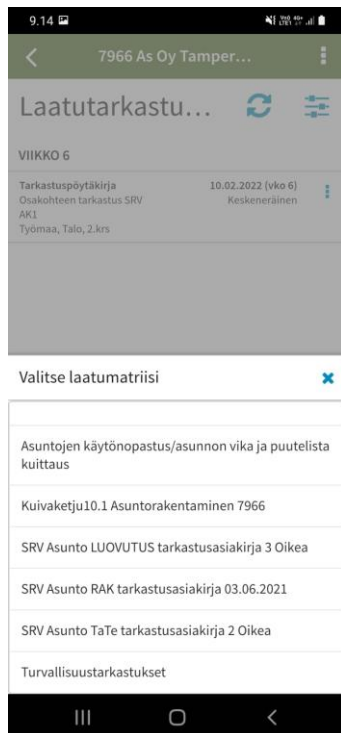 9.14
7966 As Oy Tamper...
Laatutarkastu...
VIIKKO 6
Tarkastuspöytäkirja
10.02.2022 (vko 6)
Osakohteen tarkastus SRV
Keskeneräinen
AK1
Työmaa, Talo, 2.krs
Valitse laatumatriisi
Asuntojen käytönopastus/asunnon vika ja puutelista
kuittaus
Kuivaketju10.1 Asuntorakentaminen 7966
SRV Asunto LUOVUTUS tarkastusasiakirja 3 Oikea
SRV Asunto RAK tarkastusasiakirja 03.06.2021
SRV Asunto TaTe tarkastusasiakirja 2 Oikea
Turvallisuustarkastukset